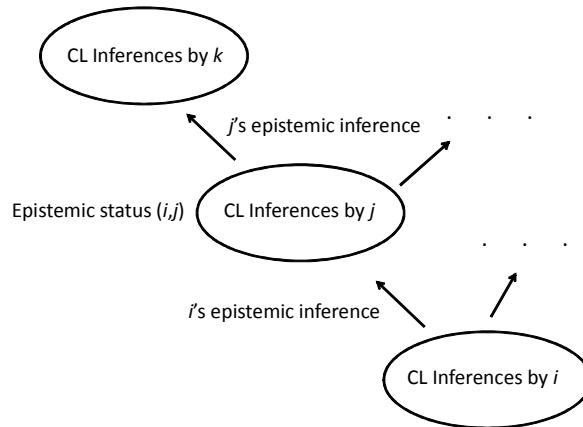 CL Inferences by k
j's epistemic inference
. . .
Epistemic status (i,j)
CL Inferences by j
. . .
i's epistemic inference
CL Inferences by i